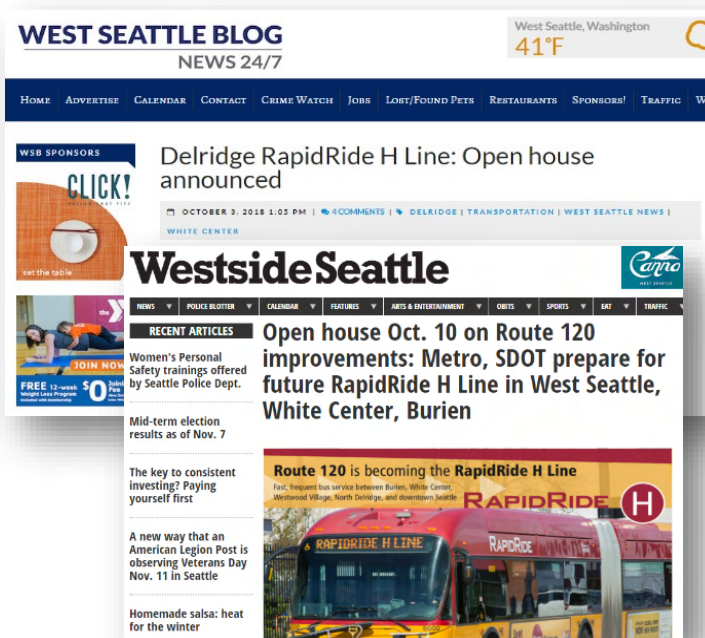 WEST SEATTLE BLOG
NEWS 24/7
West Seattle, Washington
41°F
HOME ADVERTISE CALENDAR CONTACT CRIME WATCH JOBS LOST/FOUND PETS RESTAURANTS SPONSORS! TRAFFIC
WSB SPONSORS
CLICK!
set the table
Delridge RapidRide H Line: Open house
announced
OCTOBER 3, 2018 1:05 PM | 4 COMMENTS | DELRIDGE | TRANSPORTATION | WEST SEATTLE NEWS |
WHITE CENTER
the Y
JOIN NOW
FREE 12-week
Weight Loss Program
Included with membership
$0
Westside Seattle
WEST SEATTLE
NEWS POLICE BLOTTER CALENDAR FEATURES ARTS & ENTERTAINMENT OBITS SPORTS EAT TRAFFIC
RECENT ARTICLES
Women's Personal
Safety trainings offered
by Seattle Police Dept.
Mid-term election
results as of Nov. 7
The key to consistent
investing? Paying
yourself first
A new way that an
American Legion Post is
observing Veterans Day
Nov. 11 in Seattle
Homemade salsa: heat
for the winter
Open house Oct. 10 on Route 120
improvements: Metro, SDOT prepare for
future RapidRide H Line in West Seattle,
White Center, Burien
Route 120 is becoming the RapidRide H Line
Fast, frequent bus service between Burien, White Center,
Westwood Village, North Delridge, and downtown Seattle
RAPIDRIDE H
RAPIDRIDE H LINE
RAPIDRIDE